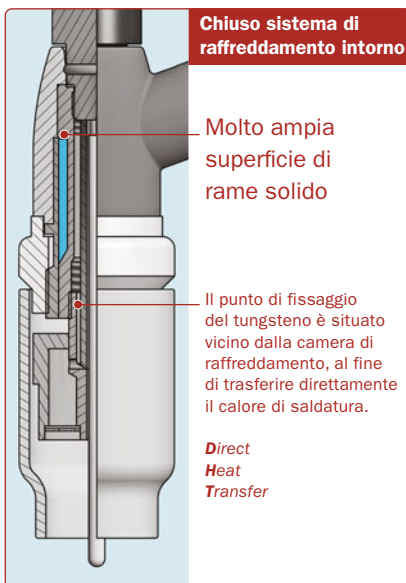 Chiuso sistema di
raffreddamento intorno
Molto ampia
superficie di
rame solido
Il punto di fissaggio
del tungsteno è situato
vicino dalla camera di
raffreddamento, al fine
di trasferire direttamente
il calore di saldatura.
Direct
Heat
Transfer